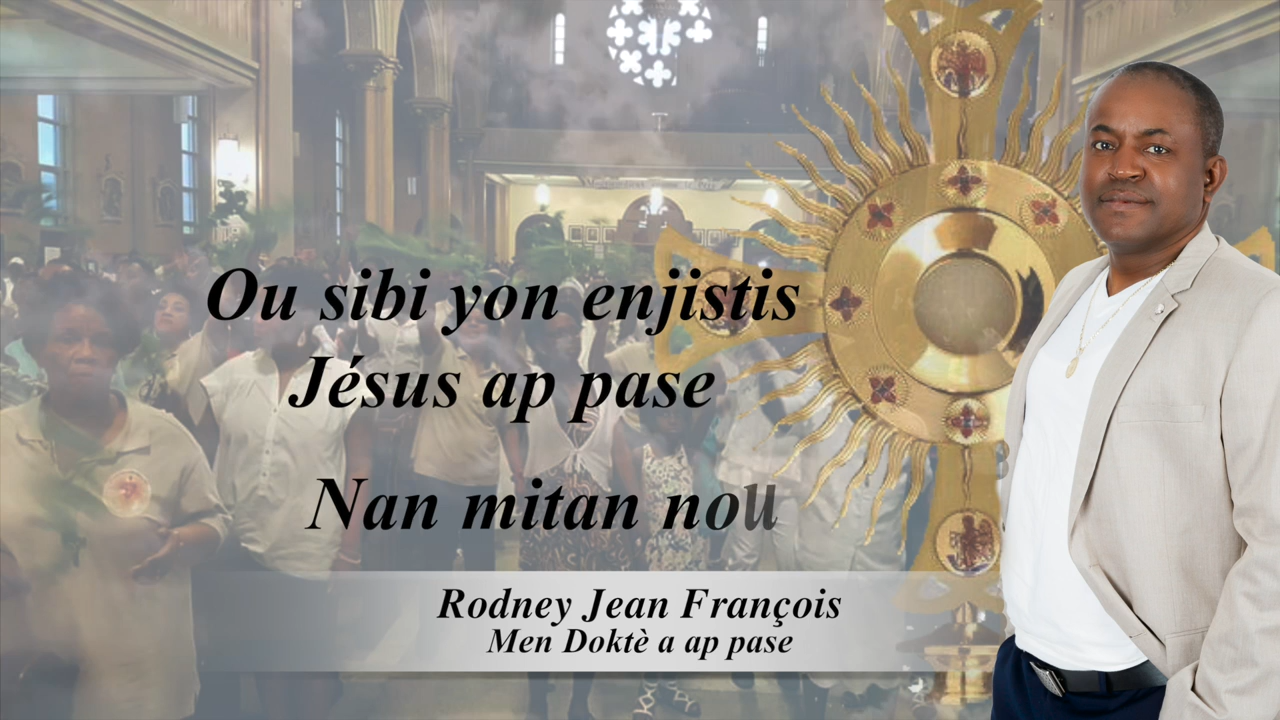 Ou sibi yon enjistis
Jésus ap pase
Nan mitan nou
Rodney Jean François
Men Doktè a ap pase